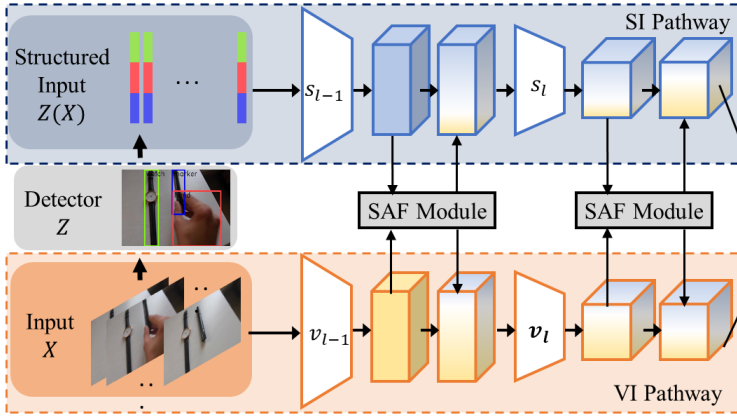 SI Pathway
Structured
Input
Z(X)
...
s_{l-1}
s_l
SAF Module
SAF Module
Detector
Z
Input
X
v_{l-1}
v_l
VI Pathway